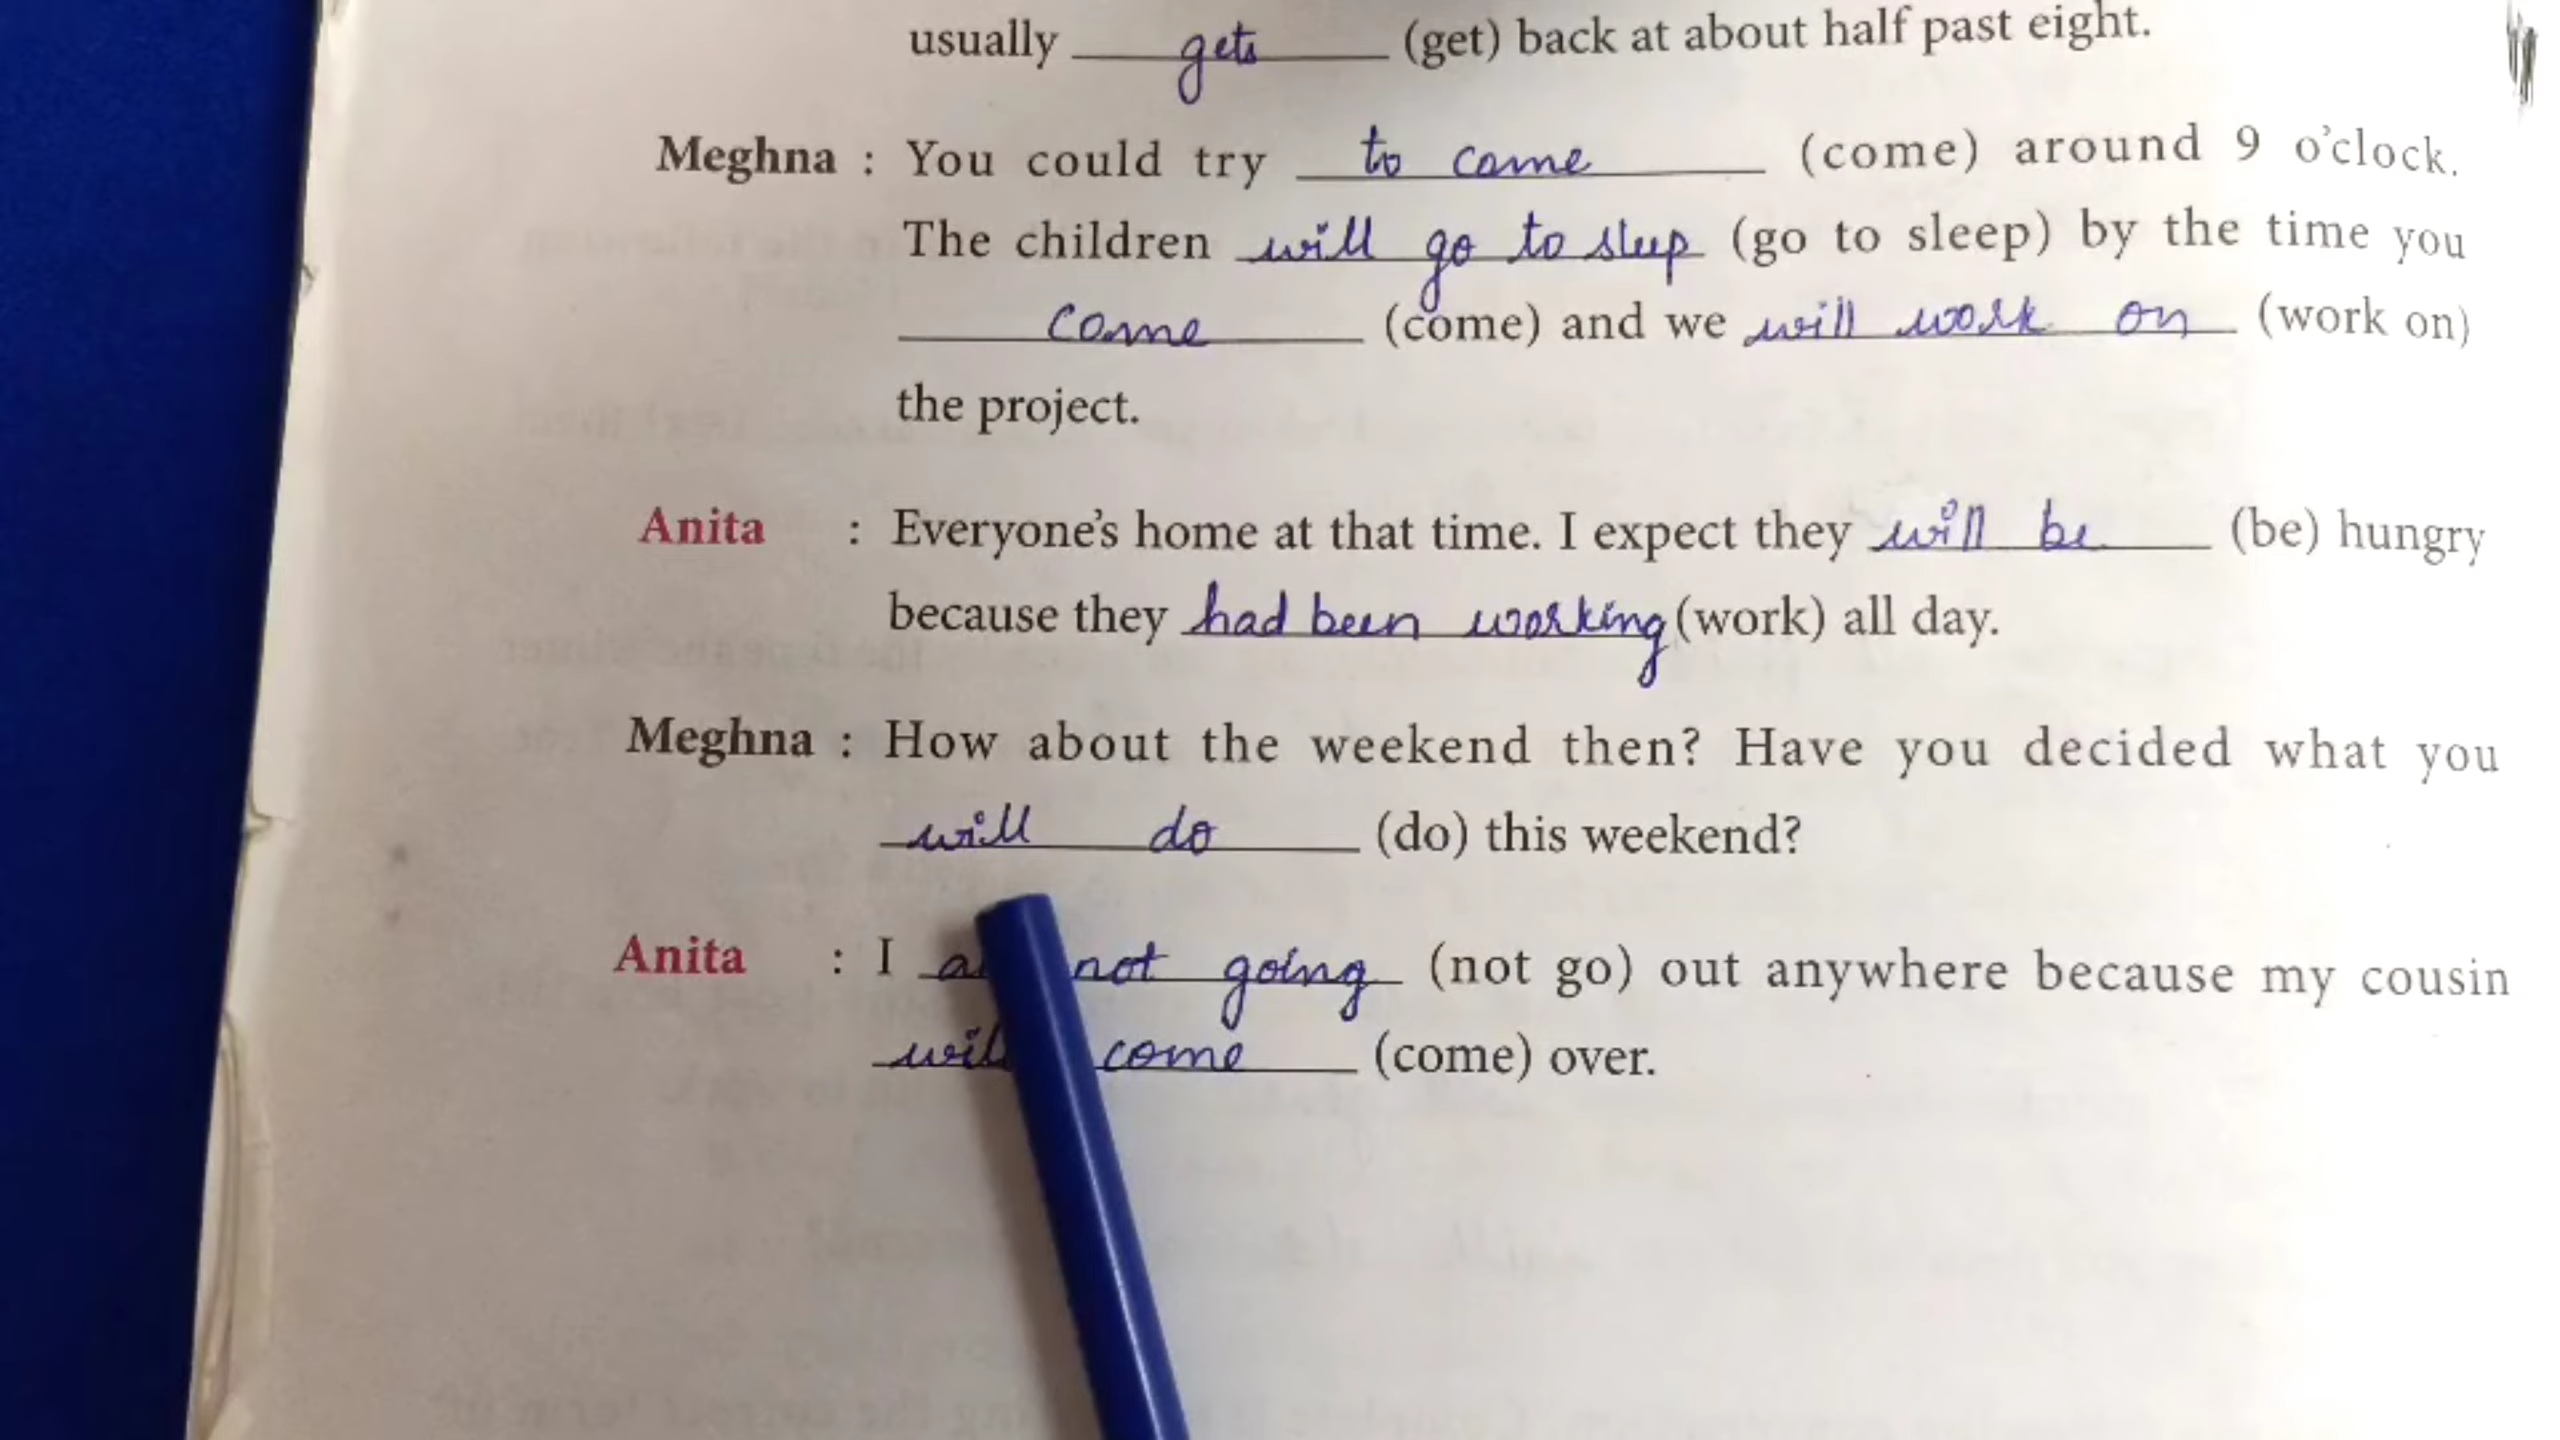 usually gets (get) back at about half past eight.
Meghna : You could try to come (come) around 9 o'clock.
The children will go to sleep (go to sleep) by the time you
come (come) and we will work on (work on)
the project.
Anita : Everyone's home at that time. I expect they will be (be) hungry
because they had been working (work) all day.
Meghna : How about the weekend then? Have you decided what you
will do (do) this weekend?
Anita : I not going (not go) out anywhere because my cousin
will come (come) over.